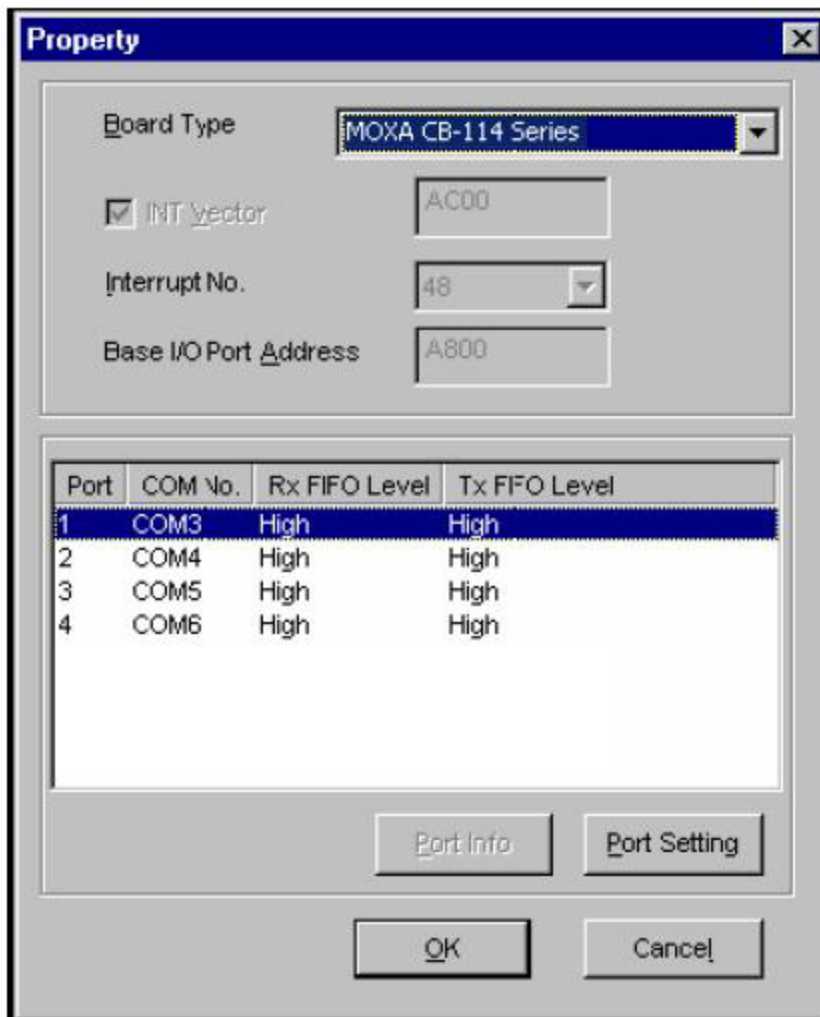 Property
Board Type MOXA CB-114 Series
INT Vector AC00
Interrupt No. 48
Base I/O Port Address A800
Port COM No. Rx FIFO Level Tx FIFO Level
1 COM3 High High
2 COM4 High High
3 COM5 High High
4 COM6 High High
Port Info Port Setting
OK Cancel